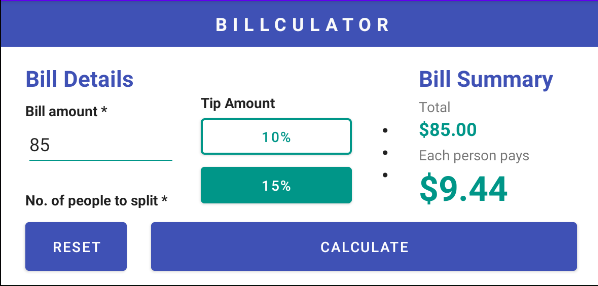 BILLCULATOR
Bill Details
Bill amount *
85
No. of people to split *
Tip Amount
10%
15%
Bill Summary
Total
$85.00
Each person pays
$9.44
RESET
CALCULATE